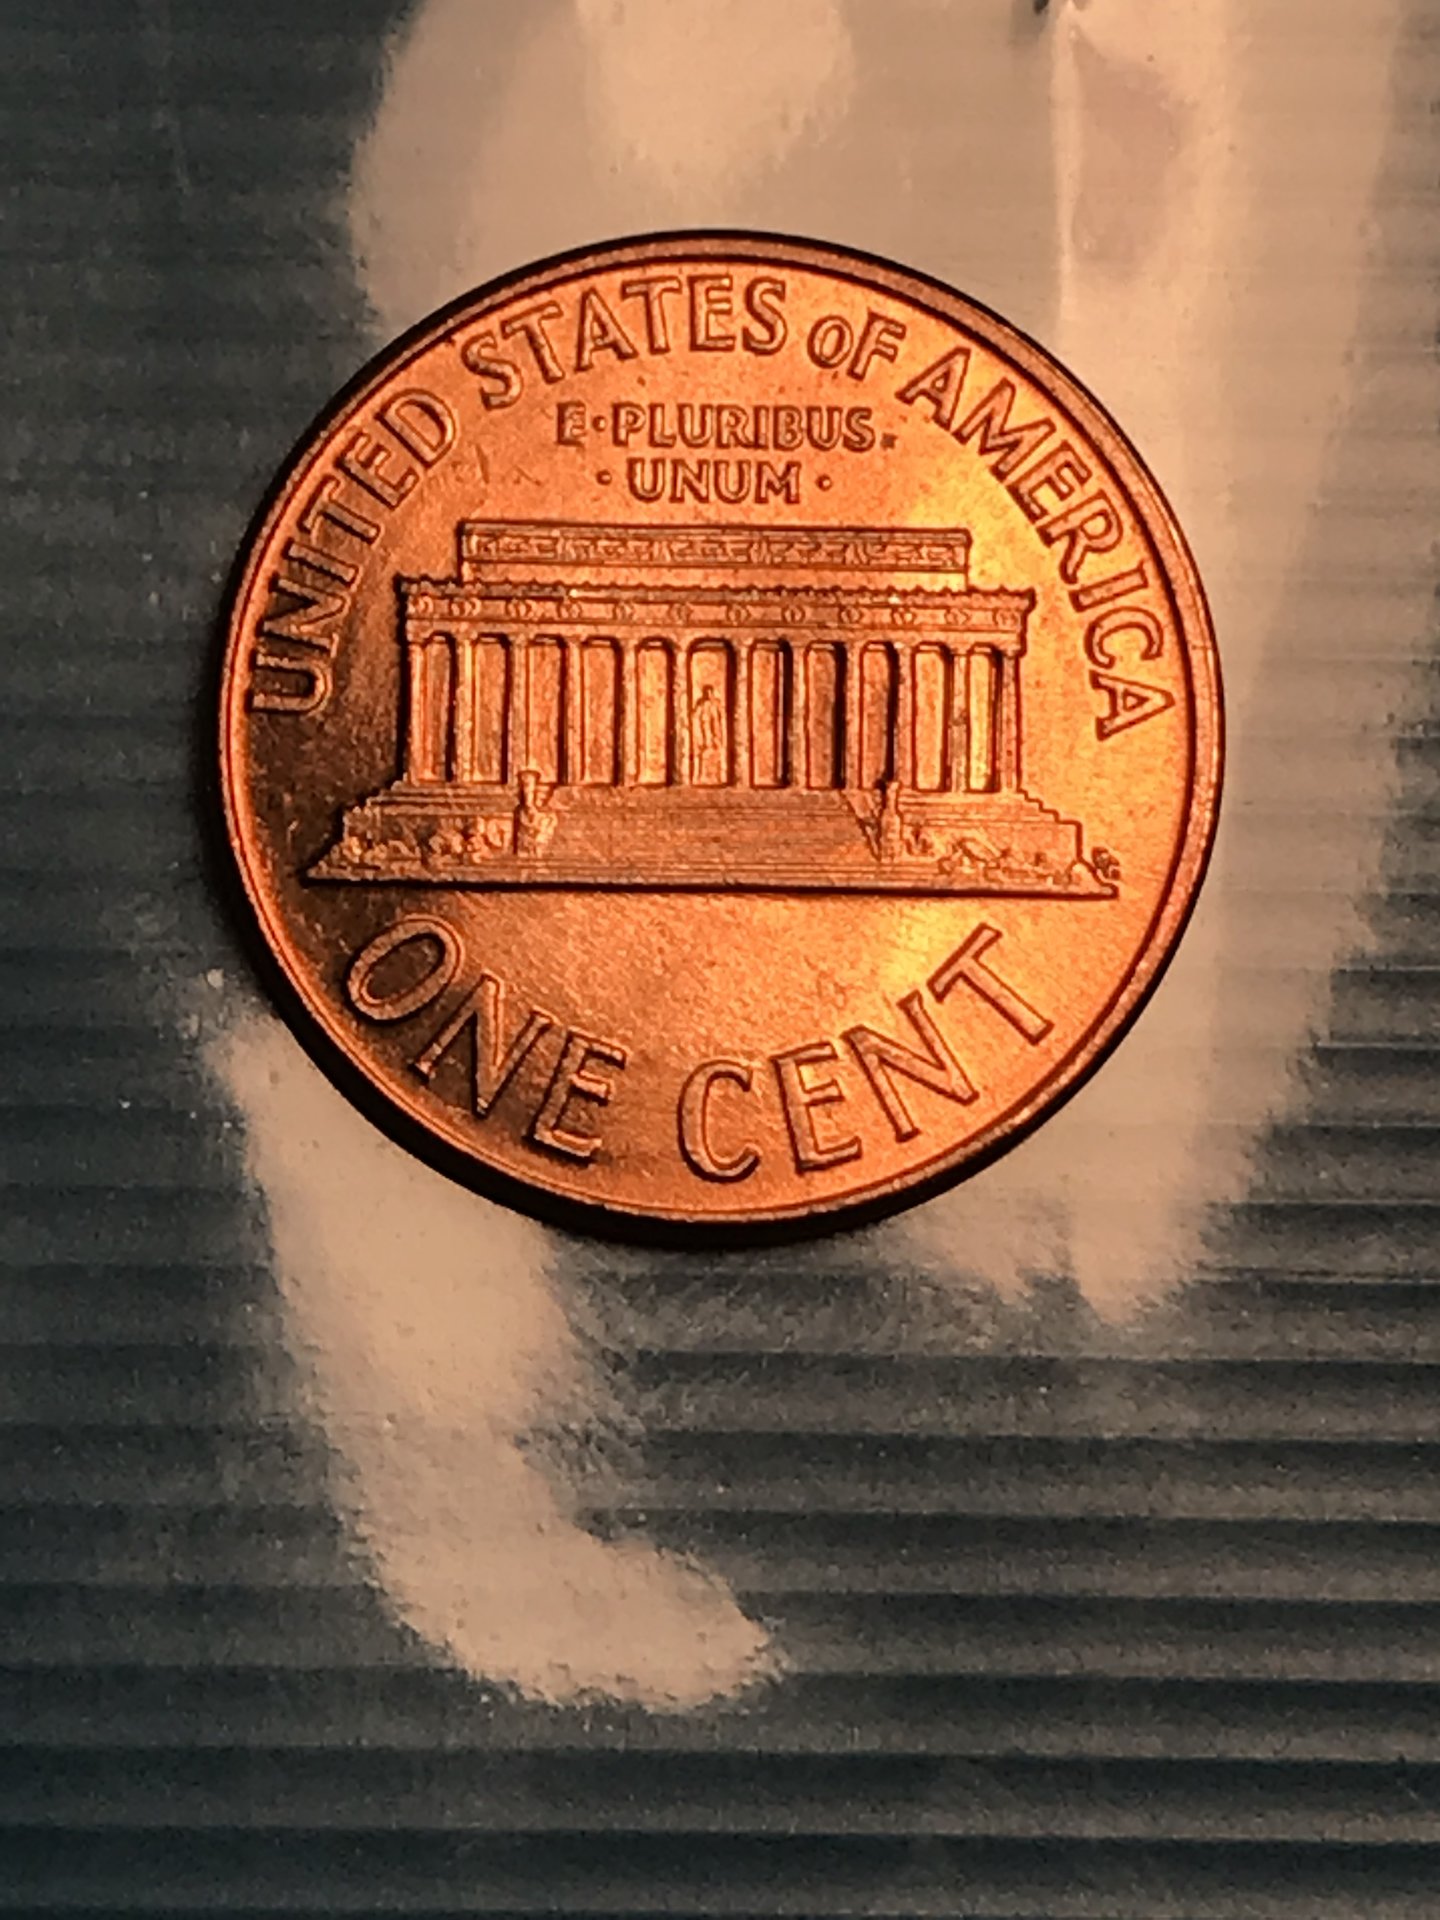 UNITED STATES OF AMERICA
E·PLURIBUS·
·UNUM·
ONE CENT